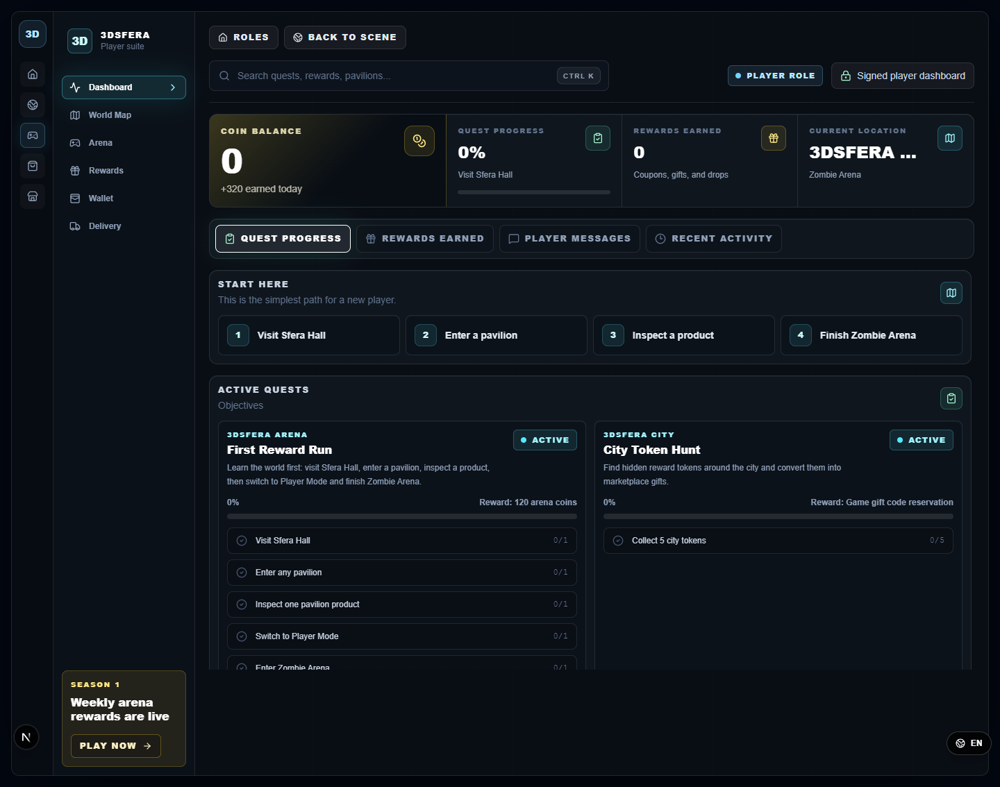 3D
3D
3DSFERA
Player suite
Dashboard
World Map
Arena
Rewards
Wallet
Delivery
SEASON 1
Weekly arena
rewards are live
PLAY NOW
N
ROLES
BACK TO SCENE
Search quests, rewards, pavilions...
CTRL K
PLAYER ROLE
Signed player dashboard
COIN BALANCE
0
+320 earned today
QUEST PROGRESS
0%
Visit Sfera Hall
REWARDS EARNED
0
Coupons, gifts, and drops
CURRENT LOCATION
3DSFERA ...
Zombie Arena
QUEST PROGRESS
REWARDS EARNED
PLAYER MESSAGES
RECENT ACTIVITY
START HERE
This is the simplest path for a new player.
1 Visit Sfera Hall
2 Enter a pavilion
3 Inspect a product
4 Finish Zombie Arena
ACTIVE QUESTS
Objectives
3DSFERA ARENA
First Reward Run
ACTIVE
Learn the world first: visit Sfera Hall, enter a pavilion, inspect a product,
then switch to Player Mode and finish Zombie Arena.
0% Reward: 120 arena coins
Visit Sfera Hall 0/1
Enter any pavilion 0/1
Inspect one pavilion product 0/1
Switch to Player Mode 0/1
Enter Zombie Arena 0/1
3DSFERA CITY
City Token Hunt
ACTIVE
Find hidden reward tokens around the city and convert them into
marketplace gifts.
0% Reward: Game gift code reservation
Collect 5 city tokens 0/5
EN